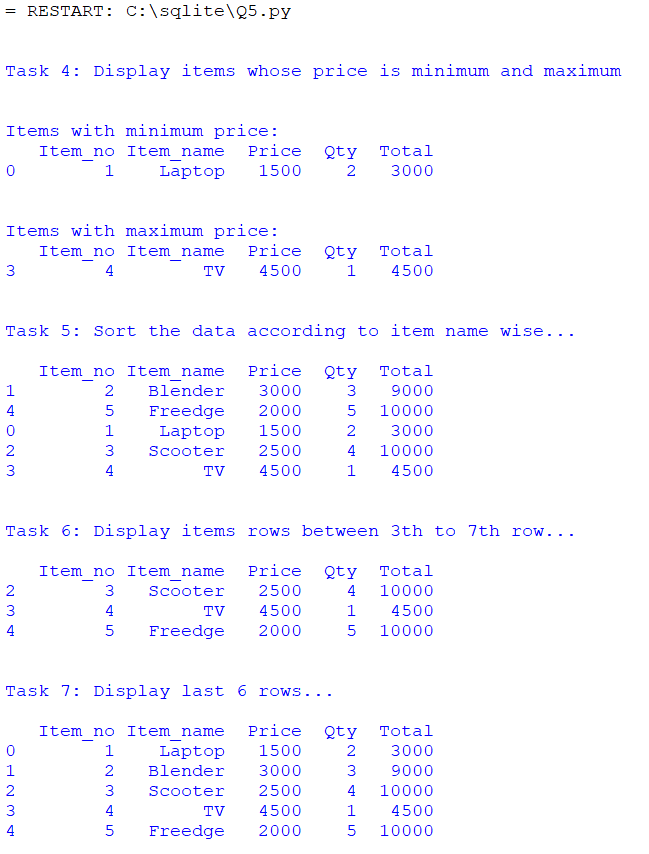 = RESTART: C:\sqlite\Q5.py
Task 4: Display items whose price is minimum and maximum
Items with minimum price:
   Item_no Item_name  Price  Qty  Total
0        1    Laptop   1500    2   3000
Items with maximum price:
   Item_no Item_name  Price  Qty  Total
3        4        TV   4500    1   4500
Task 5: Sort the data according to item name wise...
   Item_no Item_name  Price  Qty  Total
1        2   Blender   3000    3   9000
4        5   Freedge   2000    5  10000
0        1    Laptop   1500    2   3000
2        3   Scooter   2500    4  10000
3        4        TV   4500    1   4500
Task 6: Display items rows between 3th to 7th row...
   Item_no Item_name  Price  Qty  Total
2        3   Scooter   2500    4  10000
3        4        TV   4500    1   4500
4        5   Freedge   2000    5  10000
Task 7: Display last 6 rows...
   Item_no Item_name  Price  Qty  Total
0        1    Laptop   1500    2   3000
1        2   Blender   3000    3   9000
2        3   Scooter   2500    4  10000
3        4        TV   4500    1   4500
4        5   Freedge   2000    5  10000